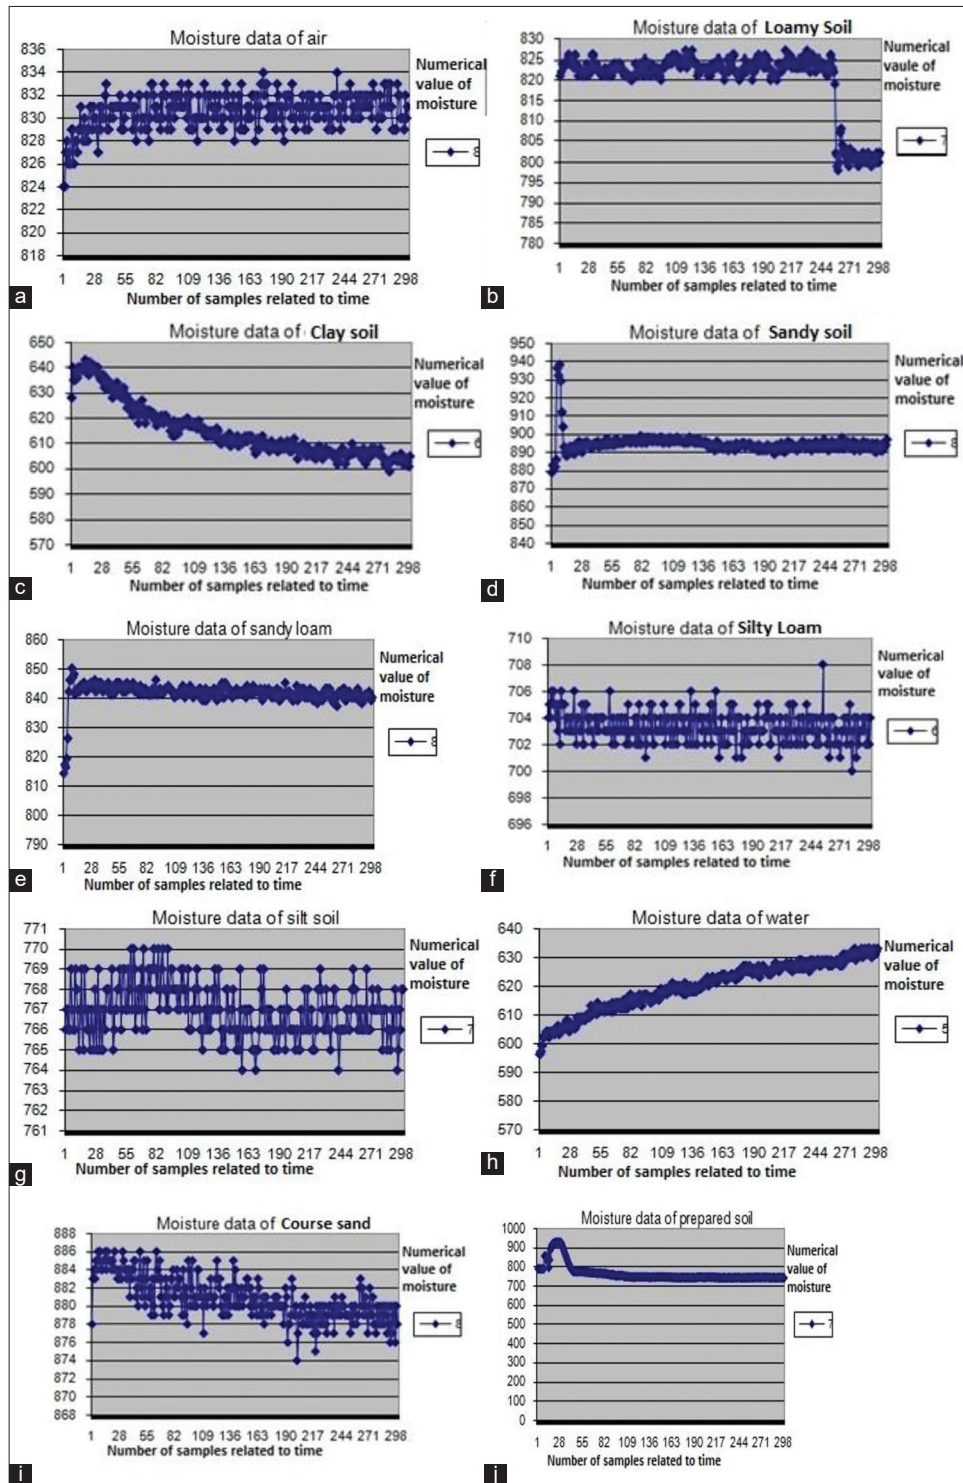 Moisture data of air
836
834
832
830
828
826
824
822
820
818
1 28 55 82 109 136 163 190 217 244 271 298
Number of samples related to time
Numerical
value of
moisture
8
a
Moisture data of Loamy Soil
830
825
820
815
810
805
800
795
790
785
780
1 28 55 82 109 136 163 190 217 244 271 298
Number of samples related to time
Numerical
vaule of
moisture
7
b
Moisture data of Clay soil
650
640
630
620
610
600
590
580
570
1 28 55 82 109 136 163 190 217 244 271 298
Number of samples related to time
Numerical
value of
moisture
6
c
Moisture data of Sandy soil
950
940
930
920
910
900
890
880
870
860
850
840
1 28 55 82 109 136 163 190 217 244 271 298
Number of samples related to time
Numerical
value of
moisture
8
d
Moisture data of sandy loam
860
850
840
830
820
810
800
790
1 28 55 82 109 136 163 190 217 244 271 298
Number of samples related to time
Numerical
value of
moisture
8
e
Moisture data of Silty Loam
710
708
706
704
702
700
698
696
1 28 55 82 109 136 163 190 217 244 271 298
Number of samples related to time
Numerical
value of
moisture
6
f
Moisture data of silt soil
771
770
769
768
767
766
765
764
763
762
761
1 28 55 82 109 136 163 190 217 244 271 298
Number of samples related to time
Numerical
value of
moisture
7
g
Moisture data of water
640
630
620
610
600
590
580
570
1 28 55 82 109 136 163 190 217 244 271 298
Number of samples related to time
Numerical
value of
moisture
5
h
Moisture data of Course sand
888
886
884
882
880
878
876
874
872
870
868
1 28 55 82 109 136 163 190 217 244 271 298
Number of samples related to time
Numerical
value of
moisture
8
i
Moisture data of prepared soil
1000
900
800
700
600
500
400
300
200
100
0
1 28 55 82 109 136 163 190 217 244 271 298
Number of samples related to time
Numerical
value of
moisture
7
j